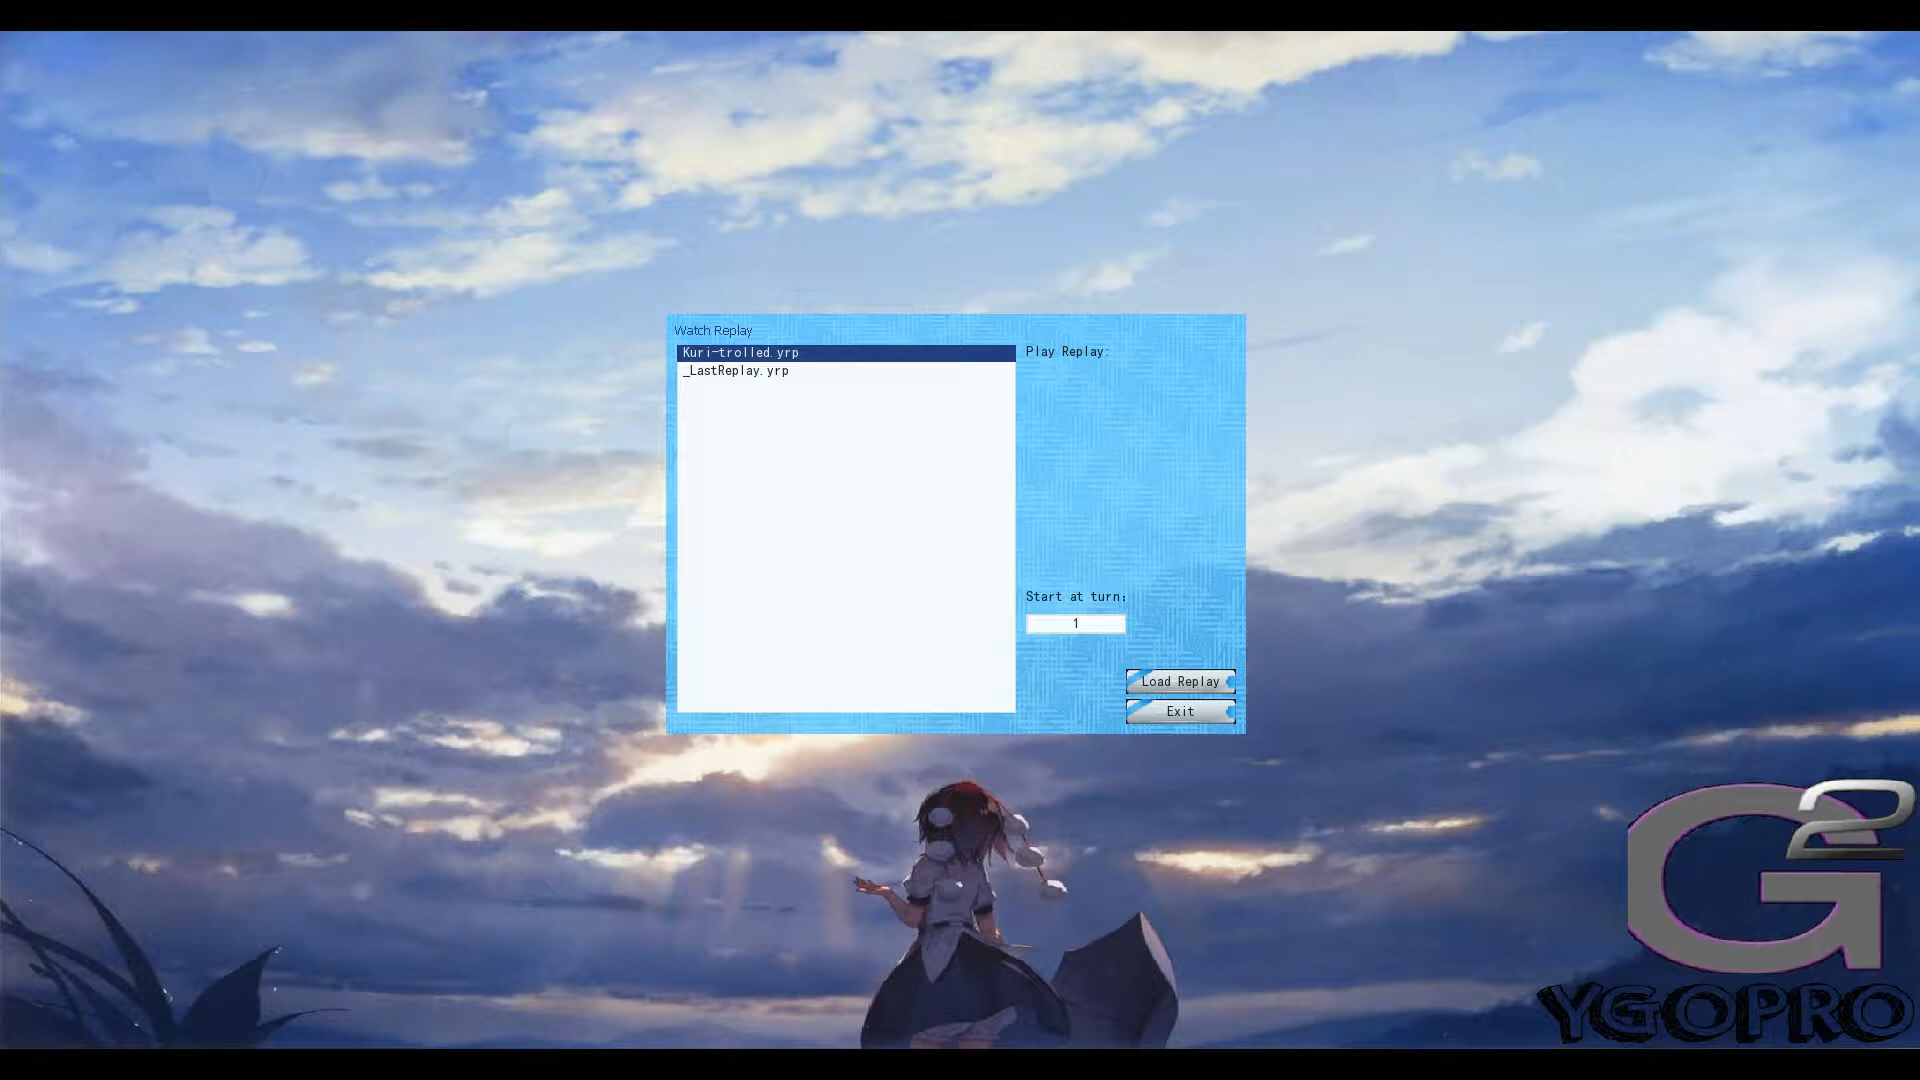 Watch Replay
Kuri-trolled.yrp
_LastReplay.yrp
Play Replay:
Start at turn:
1
Load Replay
Exit
G2
YGOPRO